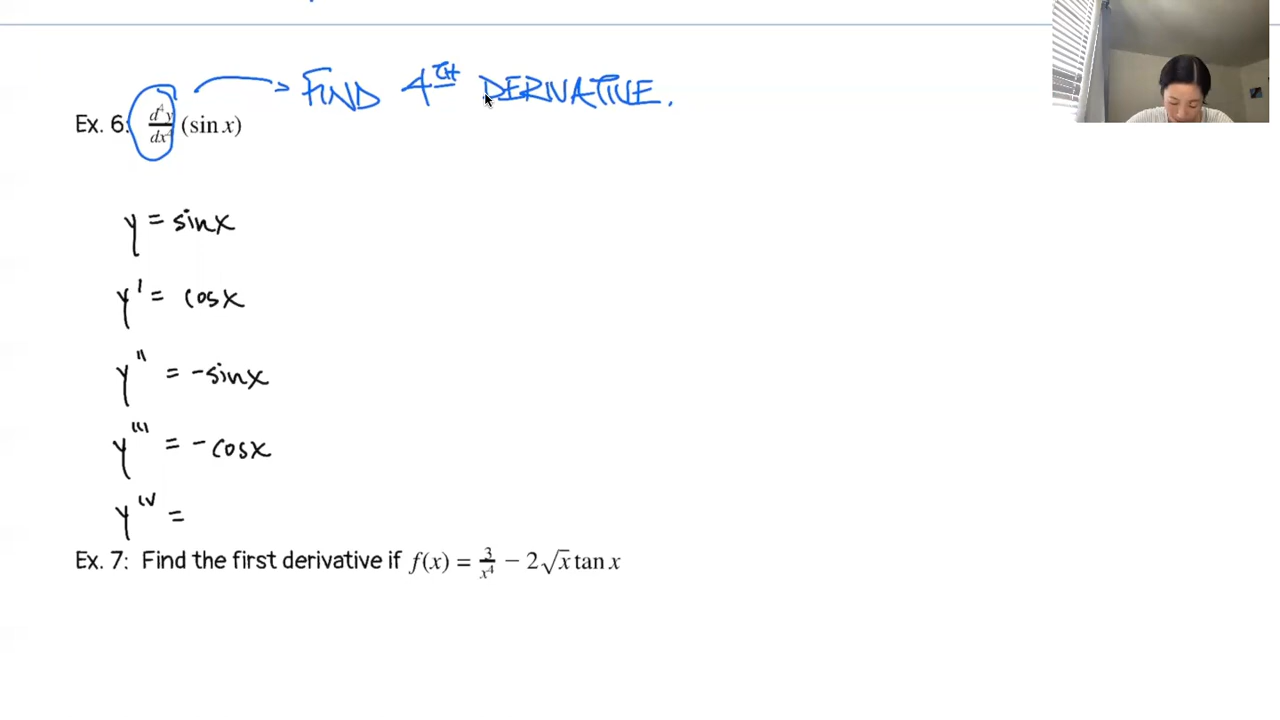 FIND 4TH DERIVATIVE.
Ex. 6: d⁴y/dx⁴ (sin x)
y = sinx
y' = cosx
y'' = -sinx
y''' = -cosx
y^IV =
Ex. 7: Find the first derivative if f(x) = 3/x⁴ − 2√x tan x